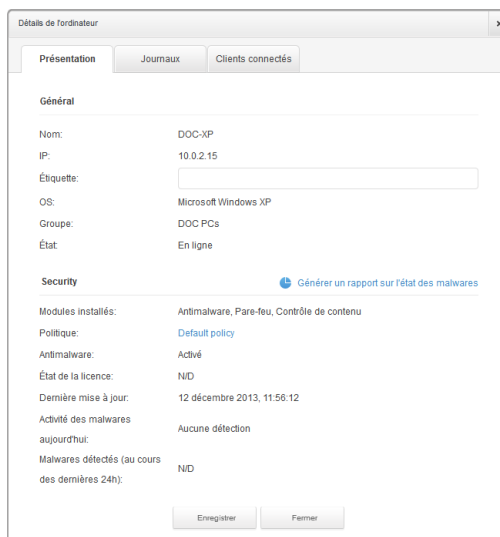 Détails de l'ordinateur
Présentation Journaux Clients connectés
Général
Nom: DOC-XP
IP: 10.0.2.15
Étiquette:
OS: Microsoft Windows XP
Groupe: DOC PCs
État: En ligne
Security Générer un rapport sur l'état des malwares
Modules installés: Antimalware, Pare-feu, Contrôle de contenu
Politique: Default policy
Antimalware: Activé
État de la licence: N/D
Dernière mise à jour: 12 décembre 2013, 11:56:12
Activité des malwares
aujourd'hui: Aucune détection
Malwares détectés (au cours
des dernières 24h): N/D
Enregistrer Fermer